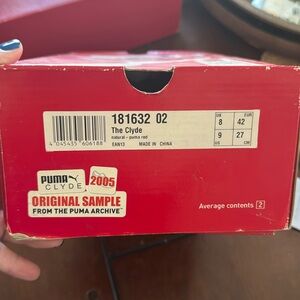 181632 02
The Clyde
natural - puma red
4 045435 606188
EAN13 MADE IN CHINA
UK EUR
8 42
9 27
US CM
PUMA
CLYDE
2005
ORIGINAL SAMPLE
FROM THE PUMA ARCHIVE
Average contents 2